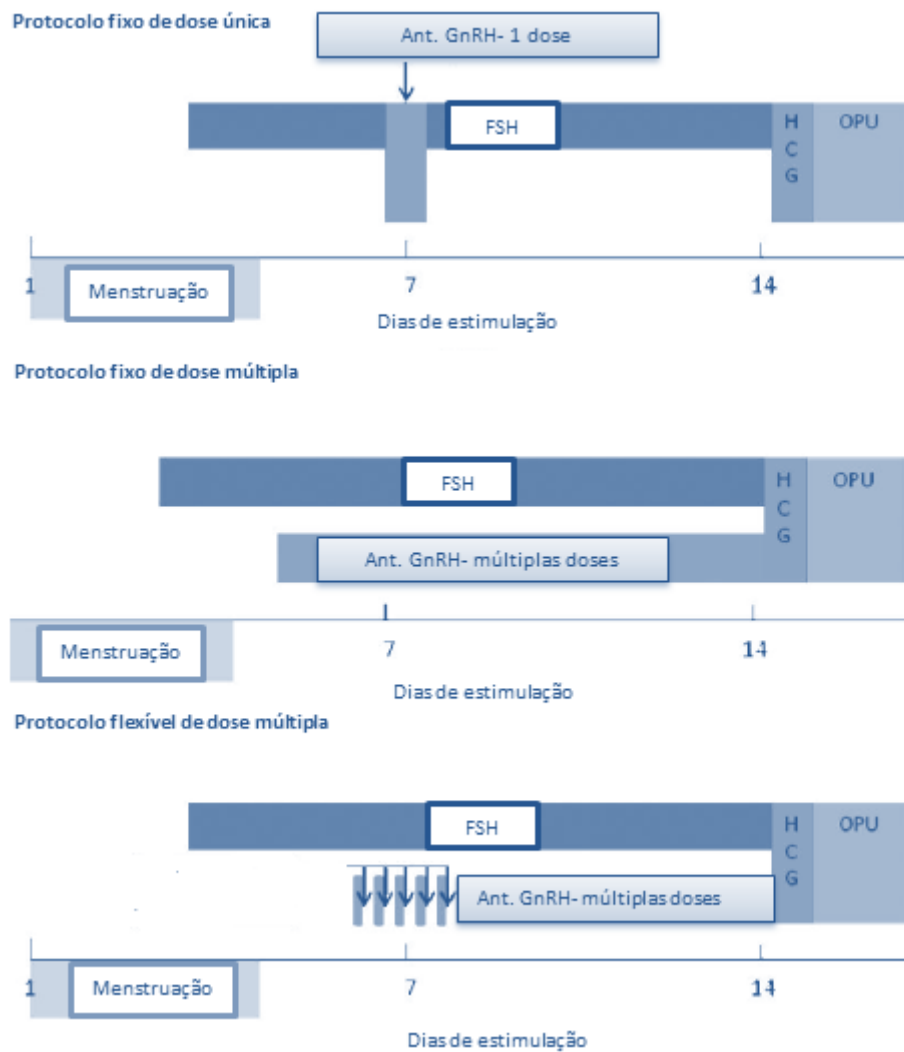 Protocolo fixo de dose única
Ant. GnRH- 1 dose
FSH
H
C
G
OPU
1
7
14
Menstruação
Dias de estimulação
Protocolo fixo de dose múltipla
FSH
H
C
G
OPU
Ant. GnRH- múltiplas doses
7
14
Menstruação
Dias de estimulação
Protocolo flexível de dose múltipla
FSH
H
C
G
OPU
Ant. GnRH- múltiplas doses
1
7
14
Menstruação
Dias de estimulação